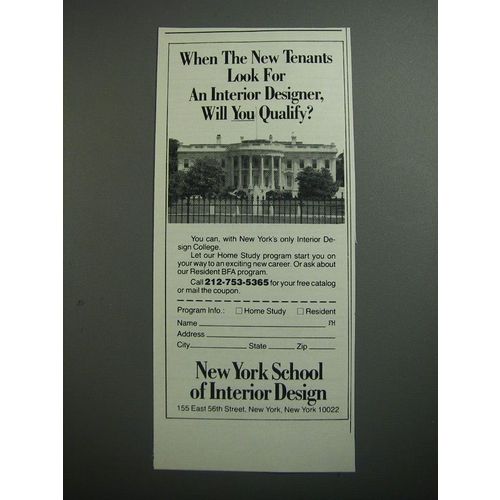 When The New Tenants
Look For
An Interior Designer,
Will You Qualify?
You can, with New York's only Interior De-
sign College.
Let our Home Study program start you on
your way to an exciting new career. Or ask about
our Resident BFA program.
Call 212-753-5365 for your free catalog
or mail the coupon.
Program Info.: ☐ Home Study ☐ Resident
Name FH
Address
City State Zip
New York School
of Interior Design
155 East 56th Street, New York, New York 10022